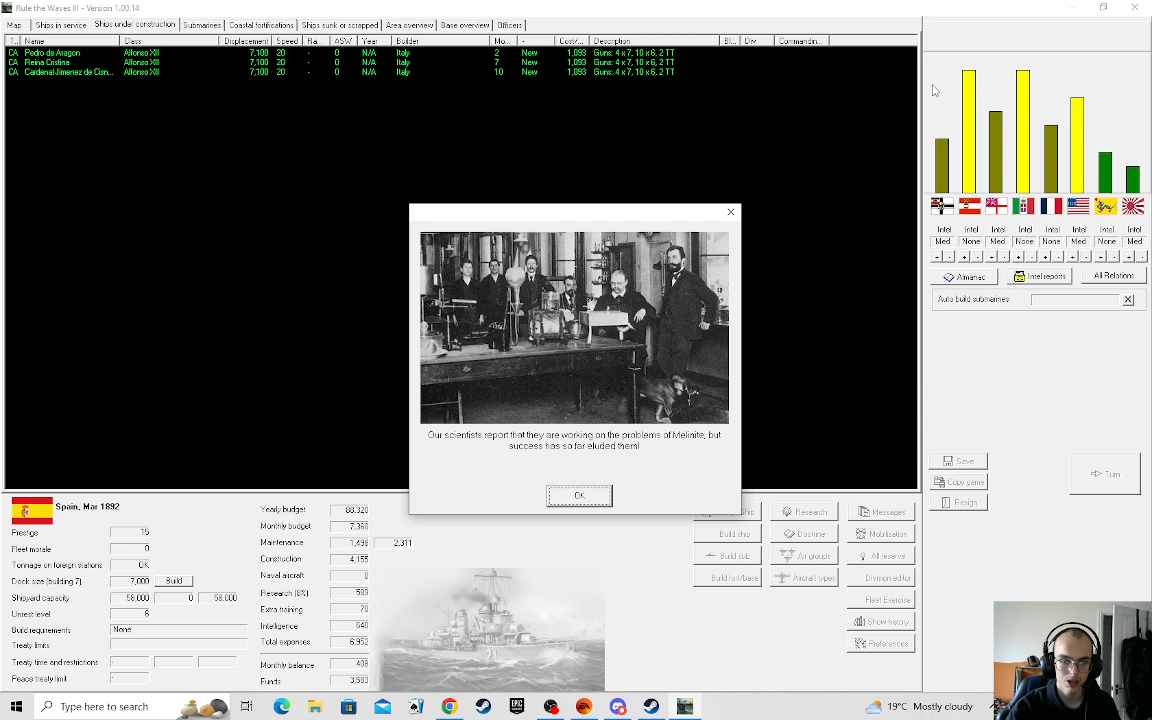 Rule the Waves III - Version 1.00.14
Map Ships in service Ships under construction Submarines Coastal fortifications Ships sunk or scrapped Area overview Base overview Officers
T... Name Class Displacement Speed Ra... ASW Year Builder Mo... - Cost/... Description Bl... Div Commandin...
CA Pedro de Aragon Alfonso XII 7,100 20 - 0 N/A Italy 2 New 1,093 Guns: 4 x 7, 10 x 6, 2 TT
CA Reina Cristina Alfonso XII 7,100 20 - 0 N/A Italy 7 New 1,093 Guns: 4 x 7, 10 x 6, 2 TT
CA Cardenal Jimenez de Cisn... Alfonso XII 7,100 20 - 0 N/A Italy 10 New 1,093 Guns: 4 x 7, 10 x 6, 2 TT
Intel Intel Intel Intel Intel Intel Intel Intel
Med None Med None None Med None Med
+ - + - + - + - + - + - + - + -
Almanac Intel reports All Relations
Auto build submarines X
Our scientists report that they are working on the problems of Melinite, but
success has so far eluded them!
OK
Save
Copy game
Resign
Turn
Spain, Mar 1892
Prestige 15
Fleet morale 0
Tonnage on foreign stations OK
Dock size (building 7) 7,000 Build
Shipyard capacity 58,000 0 58,000
Unrest level 6
Build requirements None
Treaty limits
Treaty time and restrictions
Peace treaty limit
Yearly budget 88,320
Monthly budget 7,360
Maintenance 1,498 2,311
Construction 4,155
Naval aircraft 0
Research (8%) 589
Extra training 70
Intelligence 640
Total expenses 6,952
Monthly balance 408
Funds 3,583
Ship Research Messages
Build ship Doctrine Mobilization
Build sub Air groups All reserve
Build fort/base Aircraft types Division editor
Fleet Exercise
Show history
Preferences
Type here to search
19°C Mostly cloudy